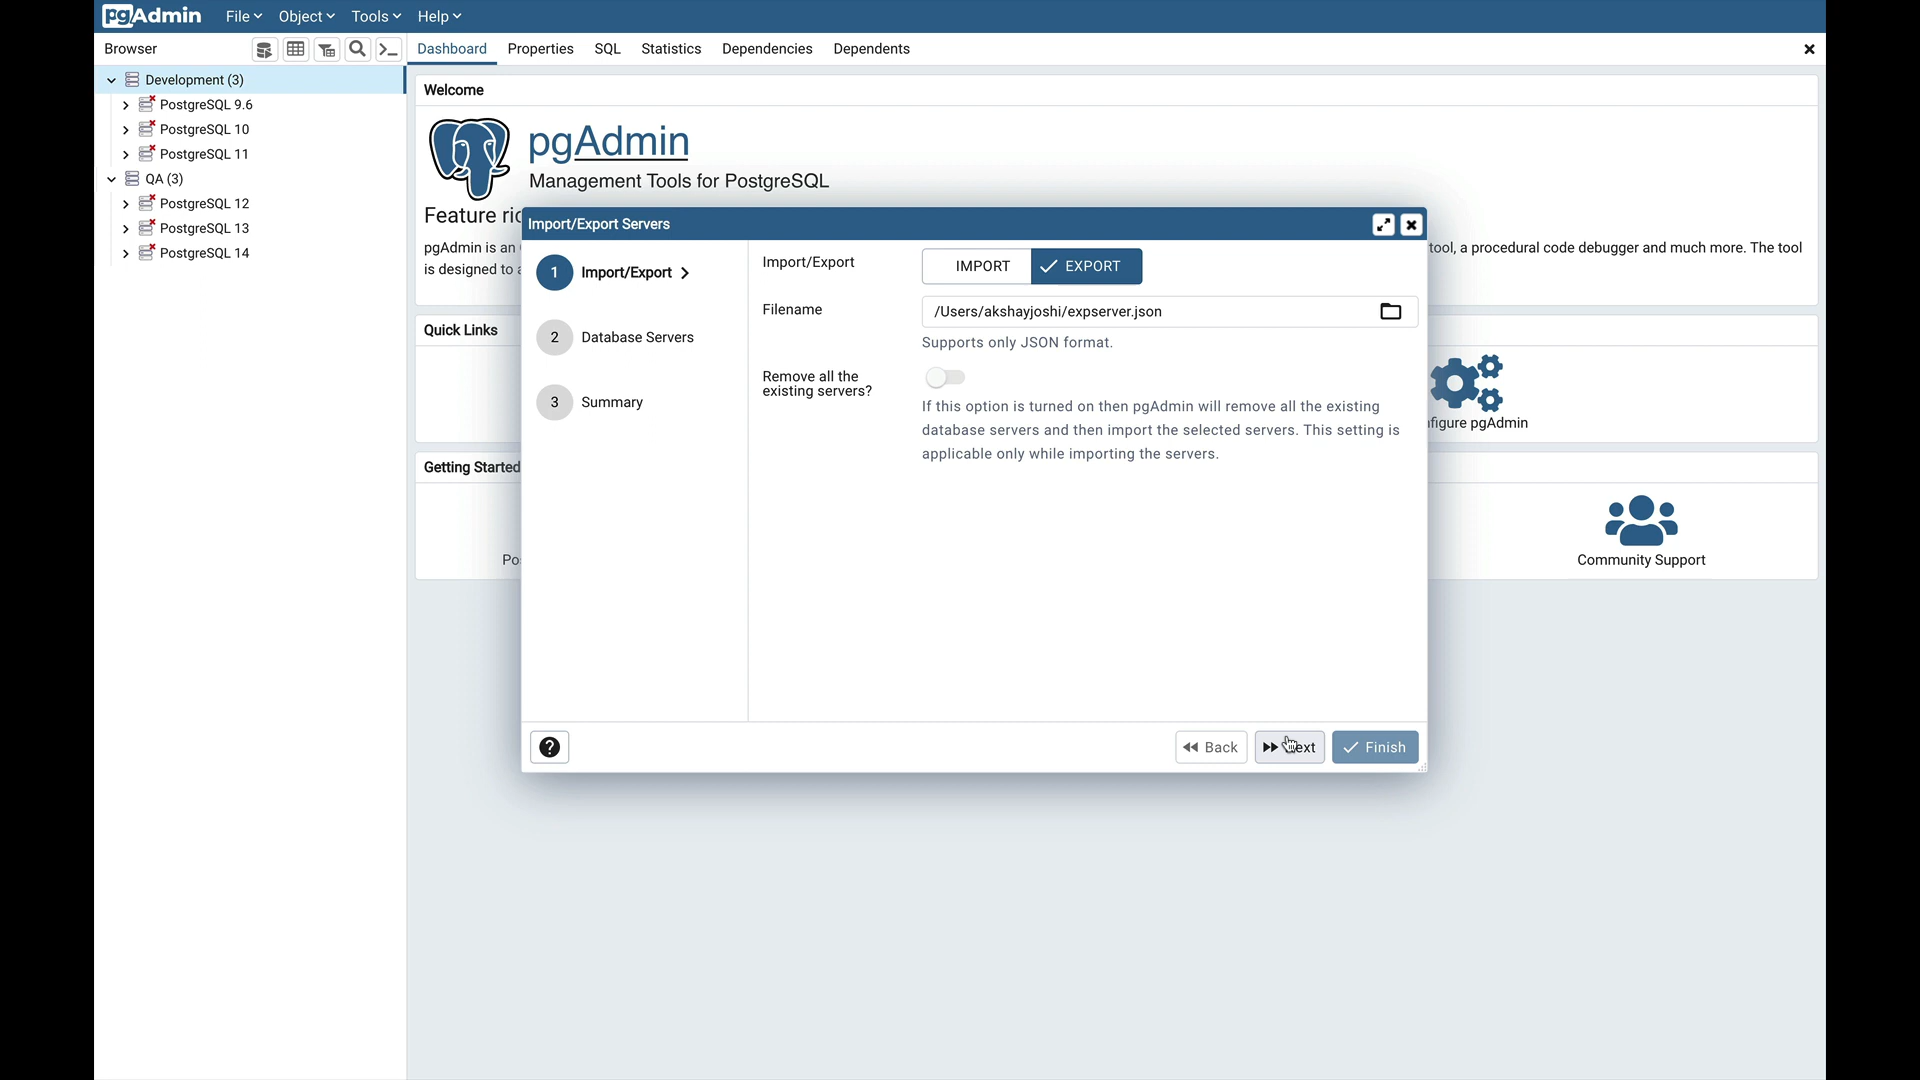 pgAdmin File Object Tools Help
Browser
Dashboard Properties SQL Statistics Dependencies Dependents
Development (3)
PostgreSQL 9.6
PostgreSQL 10
PostgreSQL 11
QA (3)
PostgreSQL 12
PostgreSQL 13
PostgreSQL 14
Welcome
pgAdmin
Management Tools for PostgreSQL
Feature
pgAdmin is an
tool, a procedural code debugger and much more. The tool
is designed to
Quick Links
pgAdmin
Getting Started
Community Support
Import/Export Servers
1 Import/Export
2 Database Servers
3 Summary
Import/Export
IMPORT EXPORT
Filename
/Users/akshayjoshi/expserver.json
Supports only JSON format.
Remove all the
existing servers?
If this option is turned on then pgAdmin will remove all the existing
database servers and then import the selected servers. This setting is
applicable only while importing the servers.
?
Back Next Finish